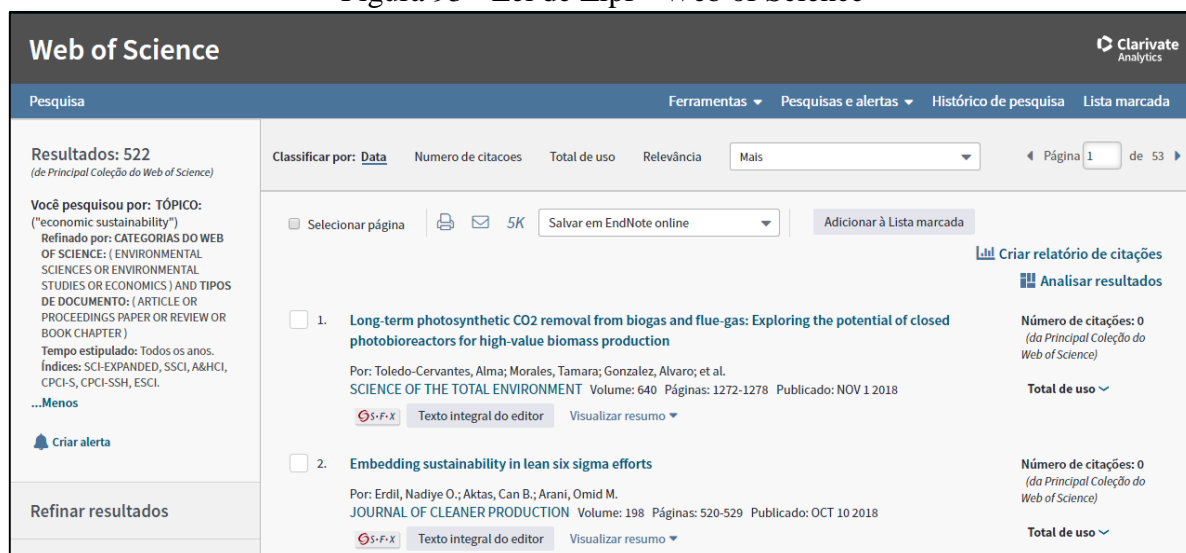 Web of Science
Clarivate
Analytics
Pesquisa
Ferramentas
Pesquisas e alertas
Histórico de pesquisa
Lista marcada
Resultados: 522
(de Principal Coleção do Web of Science)
Você pesquisou por: TÓPICO:
("economic sustainability")
Refinado por: CATEGORIAS DO WEB
OF SCIENCE: ( ENVIRONMENTAL
SCIENCES OR ENVIRONMENTAL
STUDIES OR ECONOMICS ) AND TIPOS
DE DOCUMENTO: ( ARTICLE OR
PROCEEDINGS PAPER OR REVIEW OR
BOOK CHAPTER )
Tempo estipulado: Todos os anos.
Índices: SCI-EXPANDED, SSCI, A&HCI,
CPCI-S, CPCI-SSH, ESCI.
...Menos
Criar alerta
Refinar resultados
Classificar por: Data Numero de citacoes Total de uso Relevância Mais
Página 1 de 53
Selecionar página 5K Salvar em EndNote online Adicionar à Lista marcada
Criar relatório de citações
Analisar resultados
1. Long-term photosynthetic CO2 removal from biogas and flue-gas: Exploring the potential of closed
photobioreactors for high-value biomass production
Por: Toledo-Cervantes, Alma; Morales, Tamara; Gonzalez, Alvaro; et al.
SCIENCE OF THE TOTAL ENVIRONMENT Volume: 640 Páginas: 1272-1278 Publicado: NOV 1 2018
S·F·X Texto integral do editor Visualizar resumo
Número de citações: 0
(da Principal Coleção do
Web of Science)
Total de uso
2. Embedding sustainability in lean six sigma efforts
Por: Erdil, Nadiye O.; Aktas, Can B.; Arani, Omid M.
JOURNAL OF CLEANER PRODUCTION Volume: 198 Páginas: 520-529 Publicado: OCT 10 2018
S·F·X Texto integral do editor Visualizar resumo
Número de citações: 0
(da Principal Coleção do
Web of Science)
Total de uso